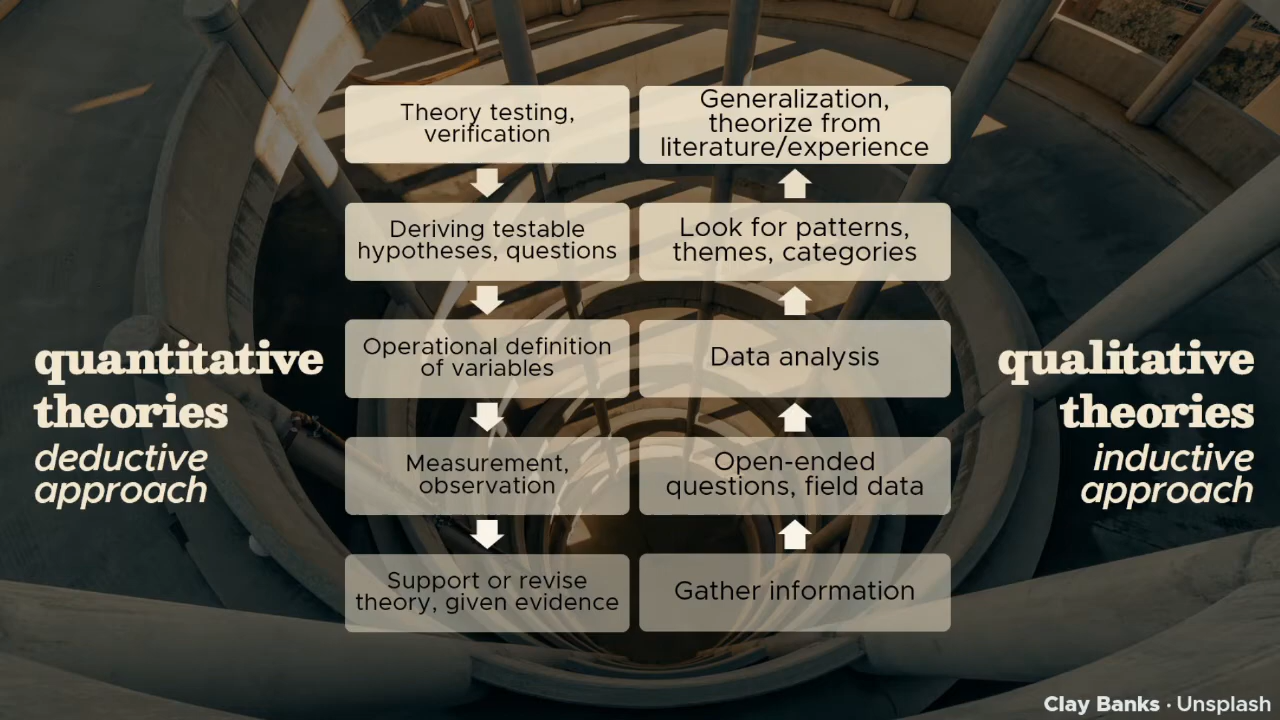 quantitative
theories
deductive
approach
Theory testing,
verification
Deriving testable
hypotheses, questions
Operational definition
of variables
Measurement,
observation
Support or revise
theory, given evidence
Generalization,
theorize from
literature/experience
Look for patterns,
themes, categories
Data analysis
Open-ended
questions, field data
Gather information
qualitative
theories
inductive
approach
Clay Banks · Unsplash